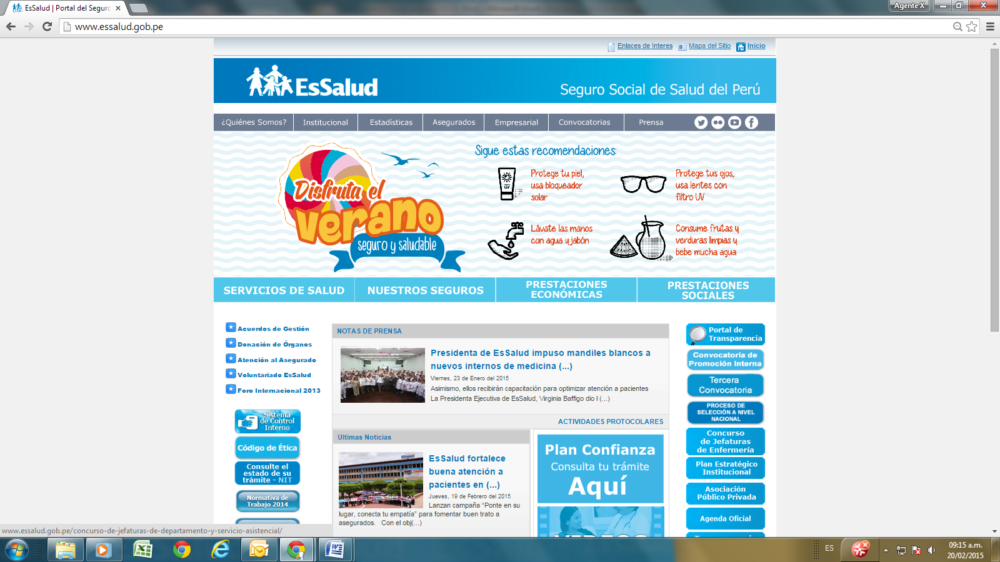 EsSalud | Portal del Seguro
Agente X
www.essalud.gob.pe
Enlaces de Interes
Mapa del Sitio
Inicio
EsSalud
Seguro Social de Salud del Perú
¿Quiénes Somos?
Institucional
Estadísticas
Asegurados
Empresarial
Convocatorias
Prensa
Disfruta el
verano
seguro y saludable
Sigue estas recomendaciones:
UV
Protege tu piel,
usa bloqueador
solar
Protege tus ojos,
usa lentes con
filtro UV
Lávate las manos
con agua y jabón
Consume frutas y
verduras limpias y
bebe mucha agua
SERVICIOS DE SALUD
NUESTROS SEGUROS
PRESTACIONES
ECONÓMICAS
PRESTACIONES
SOCIALES
Acuerdos de Gestión
Donación de Órganos
Atención al Asegurado
Voluntariado EsSalud
Foro Internacional 2013
Sistema
de Control
Interno
Código de Ética
Consulte el
estado de su
trámite - NIT
Normativa de
Trabajo 2014
NOTAS DE PRENSA
Presidenta de EsSalud impuso mandiles blancos a
nuevos internos de medicina (...)
Viernes, 23 de Enero del 2015
Asimismo, ellos recibirán capacitación para optimizar atención a pacientes
La Presidenta Ejecutiva de EsSalud, Virginia Baffigo dio l (...)
ACTIVIDADES PROTOCOLARES
Ultimas Noticias
EsSalud fortalece
buena atención a
pacientes en (...)
Jueves, 19 de Febrero del 2015
Lanzan campaña “Ponte en su
lugar, conecta tu empatía” para fomentar buen trato a
asegurados. Con el obj(...)
Plan Confianza
Consulta tu trámite
Aquí
VIDEOS
Portal de
Transparencia
Convocatoria de
Promoción Interna
Tercera
Convocatoria
PROCESO DE
SELECCIÓN A NIVEL
NACIONAL
Concurso
de Jefaturas
de Enfermería
Plan Estratégico
Institucional
Asociación
Público Privada
Agenda Oficial
www.essalud.gob.pe/concurso-de-jefaturas-de-departamento-y-servicio-asistencial/
ES
09:15 a.m.
20/02/2015